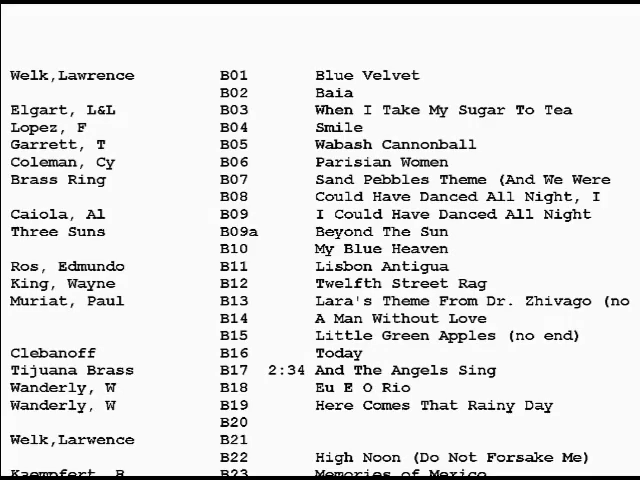 Welk,Lawrence B01 Blue Velvet
B02 Baia
Elgart, L&L B03 When I Take My Sugar To Tea
Lopez, F B04 Smile
Garrett, T B05 Wabash Cannonball
Coleman, Cy B06 Parisian Women
Brass Ring B07 Sand Pebbles Theme (And We Were
B08 Could Have Danced All Night, I
Caiola, Al B09 I Could Have Danced All Night
Three Suns B09a Beyond The Sun
B10 My Blue Heaven
Ros, Edmundo B11 Lisbon Antigua
King, Wayne B12 Twelfth Street Rag
Muriat, Paul B13 Lara's Theme From Dr. Zhivago (no
B14 A Man Without Love
B15 Little Green Apples (no end)
Clebanoff B16 Today
Tijuana Brass B17 2:34 And The Angels Sing
Wanderly, W B18 Eu E O Rio
Wanderly, W B19 Here Comes That Rainy Day
B20
Welk,Larwence B21
B22 High Noon (Do Not Forsake Me)
Kaempfert, B B23 Memories of Mexico